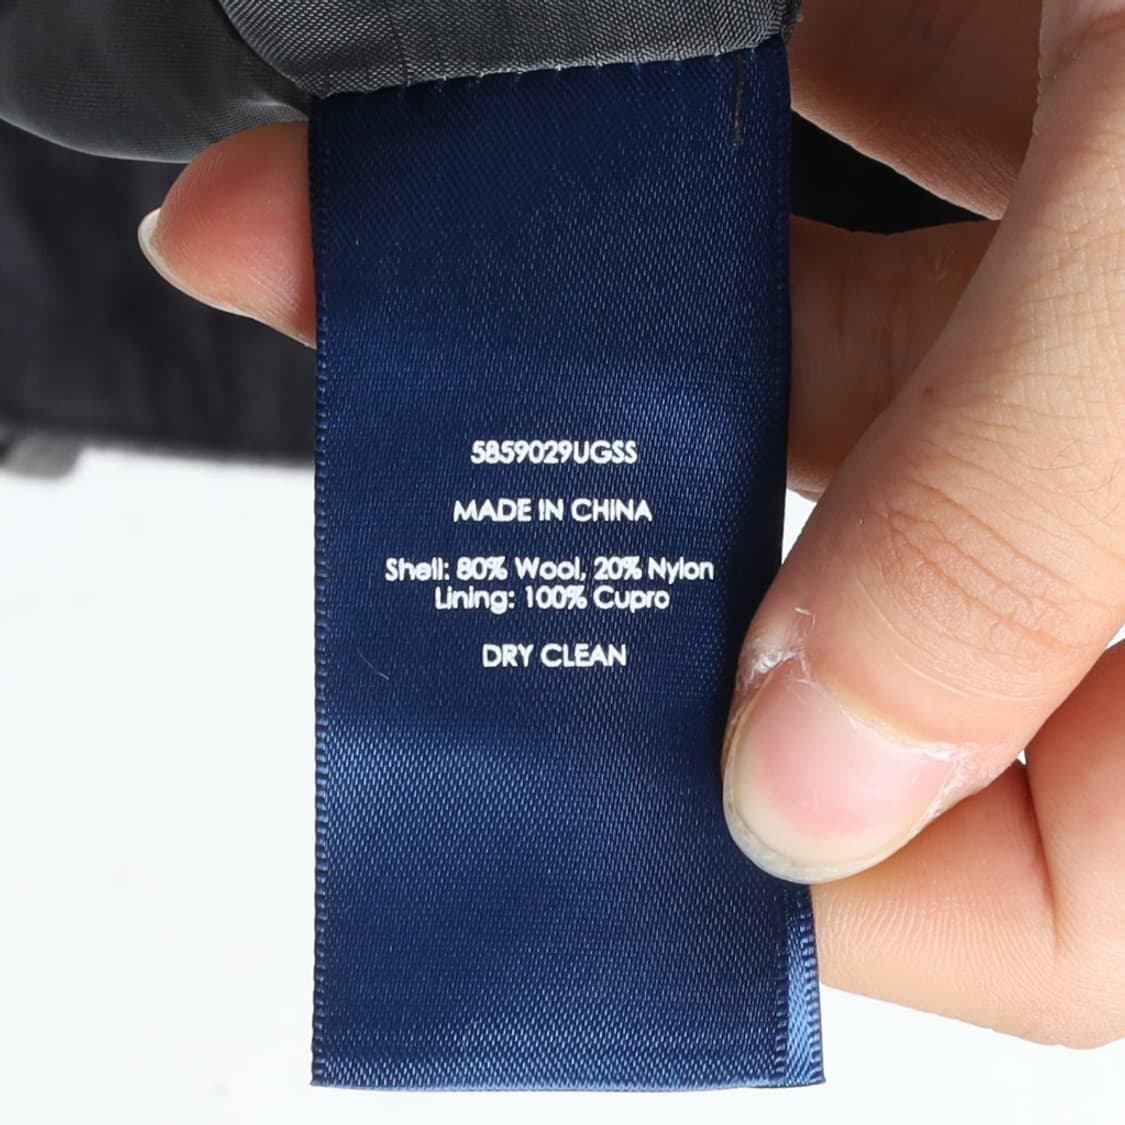 5859029UGSS
MADE IN CHINA
Shell: 80% Wool, 20% Nylon
Lining: 100% Cupro
DRY CLEAN